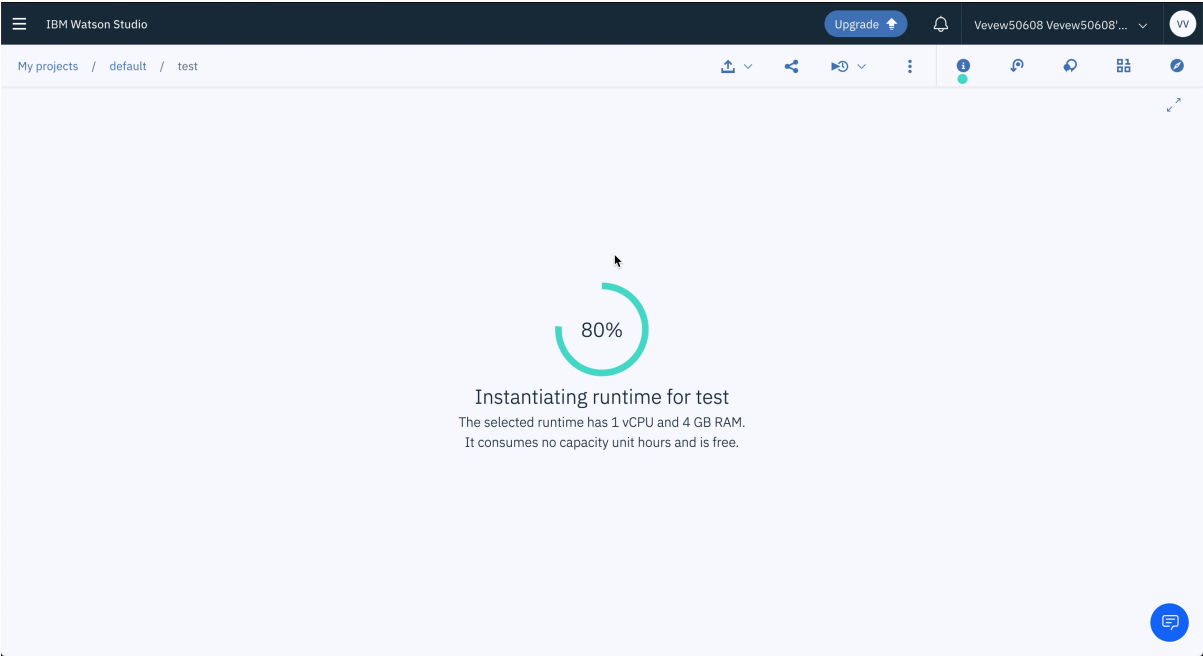 IBM Watson Studio
Upgrade
Vevew50608 Vevew50608'...
VV
My projects / default / test
80%
Instantiating runtime for test
The selected runtime has 1 vCPU and 4 GB RAM.
It consumes no capacity unit hours and is free.